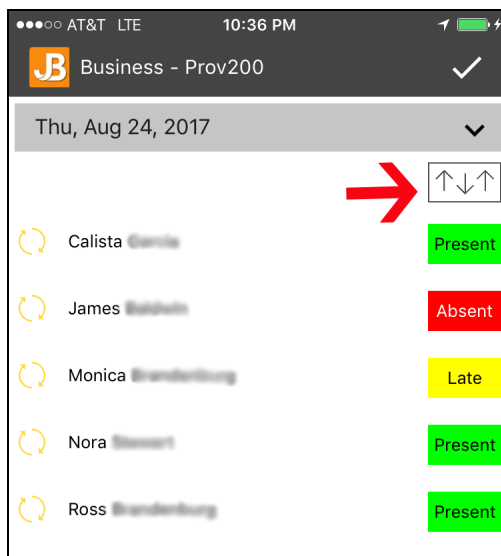 AT&T LTE 10:36 PM
JB Business - Prov200
Thu, Aug 24, 2017
Calista Present
James Absent
Monica Late
Nora Present
Ross Present